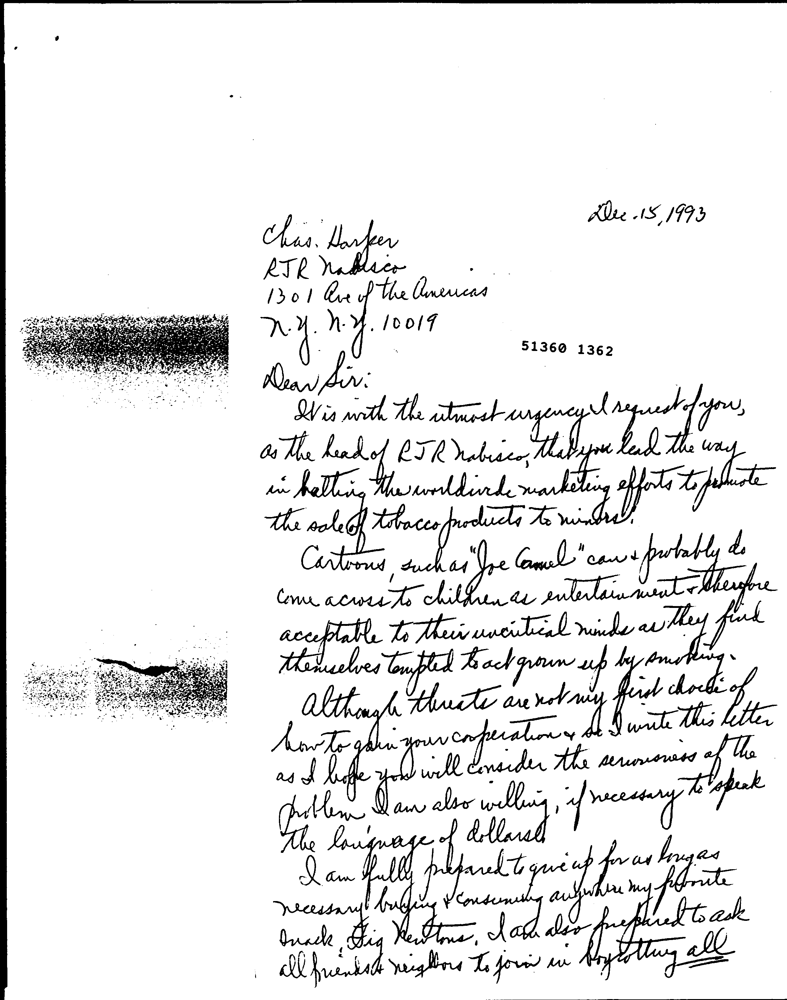 Dec. 15, 1993
Chas. Harper
RJR Nabisco
1301 Ave of the Americas
N.Y. N.Y. 10019
51360 1362
Dear Sir:
It is with the utmost urgency I request of you,
as the head of RJR Nabisco, that you lead the way
in halting the worldwide marketing efforts to promote
the sale of tobacco products to minors!
Cartoons, such as "Joe Camel" can & probably do
come across to children as entertainment & therefore
acceptable to their uncritical minds as they find
themselves tempted to act grown up by smoking.
Although threats are not my first choice of
how to gain your cooperation & so I write this letter
as I hope you will consider the seriousness of the
problem I am also willing, if necessary to speak
the language of dollars!
I am fully prepared to give up for as long as
necessary buying & consuming anywhere my favorite
snack, Fig Newtons. I am also prepared to ask
all friends & neighbors to join in boycotting all